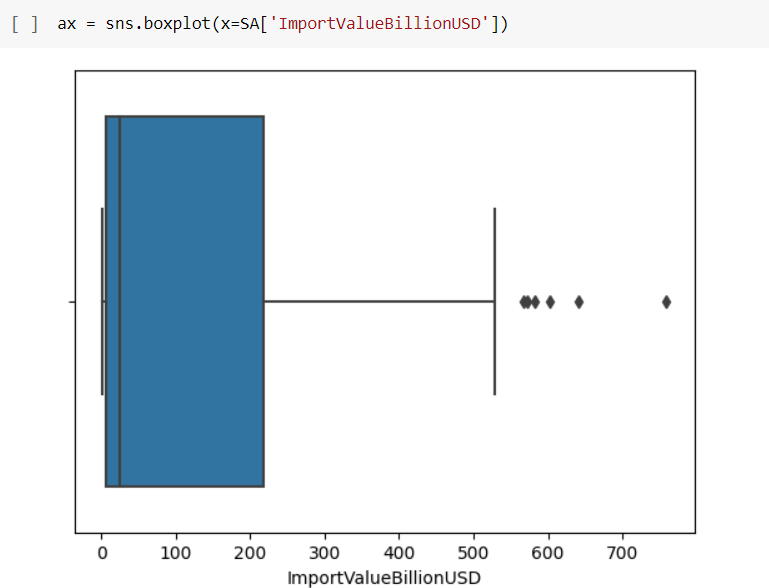 [ ] ax = sns.boxplot(x=SA['ImportValueBillionUSD'])
0 100 200 300 400 500 600 700
ImportValueBillionUSD